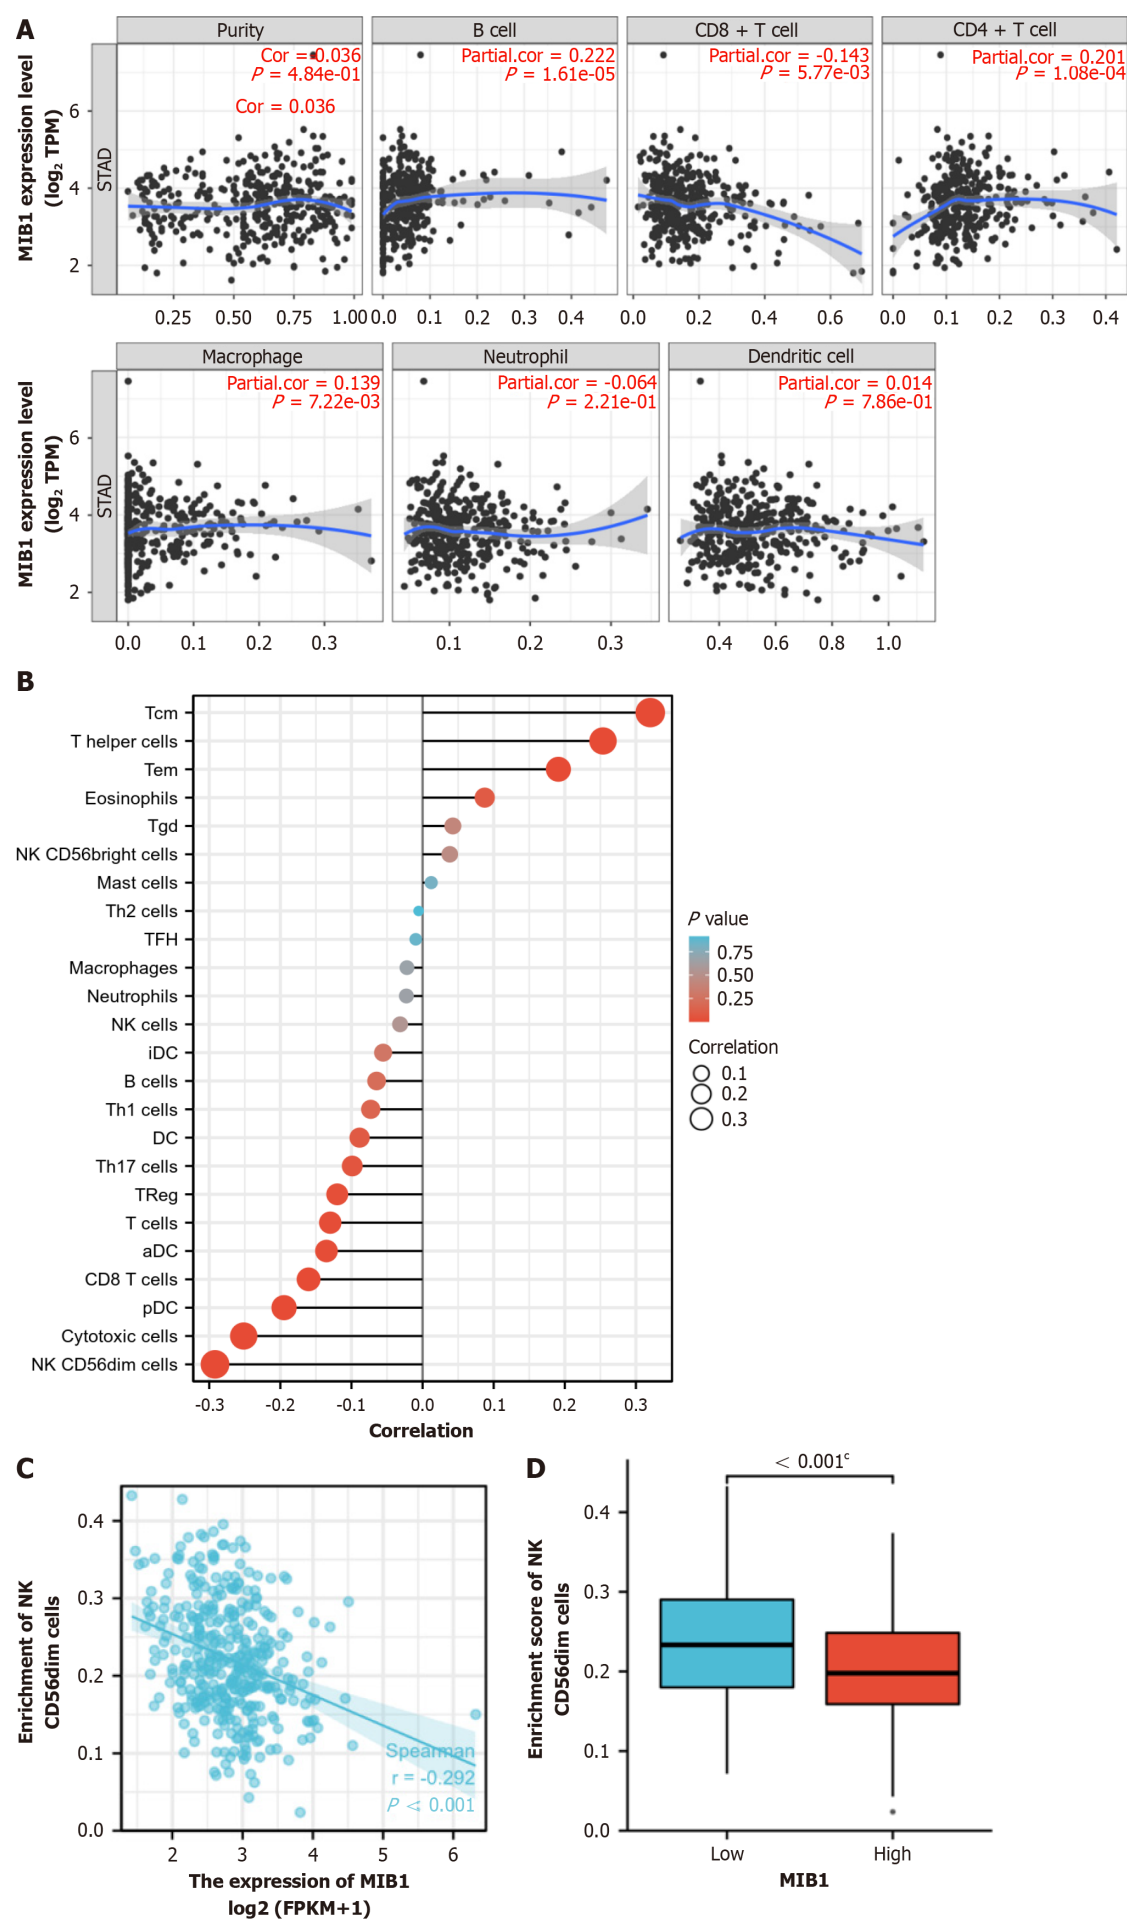 A
Purity
B cell
CD8 + T cell
CD4 + T cell
MIB1 expression level
(log₂ TPM)
STAD
Cor = 0.036
P = 4.84e-01
Cor = 0.036
Partial.cor = 0.222
P = 1.61e-05
Partial.cor = -0.143
P = 5.77e-03
Partial.cor = 0.201
P = 1.08e-04
6
4
2
0.25 0.50 0.75 1.00
0.0 0.1 0.2 0.3 0.4
0.0 0.2 0.4 0.6
0.0 0.1 0.2 0.3 0.4
Macrophage
Neutrophil
Dendritic cell
MIB1 expression level
(log₂ TPM)
STAD
Partial.cor = 0.139
P = 7.22e-03
Partial.cor = -0.064
P = 2.21e-01
Partial.cor = 0.014
P = 7.86e-01
6
4
2
0.0 0.1 0.2 0.3
0.1 0.2 0.3
0.4 0.6 0.8 1.0
B
Tcm
T helper cells
Tem
Eosinophils
Tgd
NK CD56bright cells
Mast cells
Th2 cells
TFH
Macrophages
Neutrophils
NK cells
iDC
B cells
Th1 cells
DC
Th17 cells
TReg
T cells
aDC
CD8 T cells
pDC
Cytotoxic cells
NK CD56dim cells
-0.3 -0.2 -0.1 0.0 0.1 0.2 0.3
Correlation
P value
0.75
0.50
0.25
Correlation
0.1
0.2
0.3
C
Enrichment of NK
CD56dim cells
0.4
0.3
0.2
0.1
0.0
Spearman
r = -0.292
P < 0.001
2 3 4 5 6
The expression of MIB1
log2 (FPKM+1)
D
< 0.001ᶜ
Enrichment score of NK
CD56dim cells
0.4
0.3
0.2
0.1
0.0
Low High
MIB1